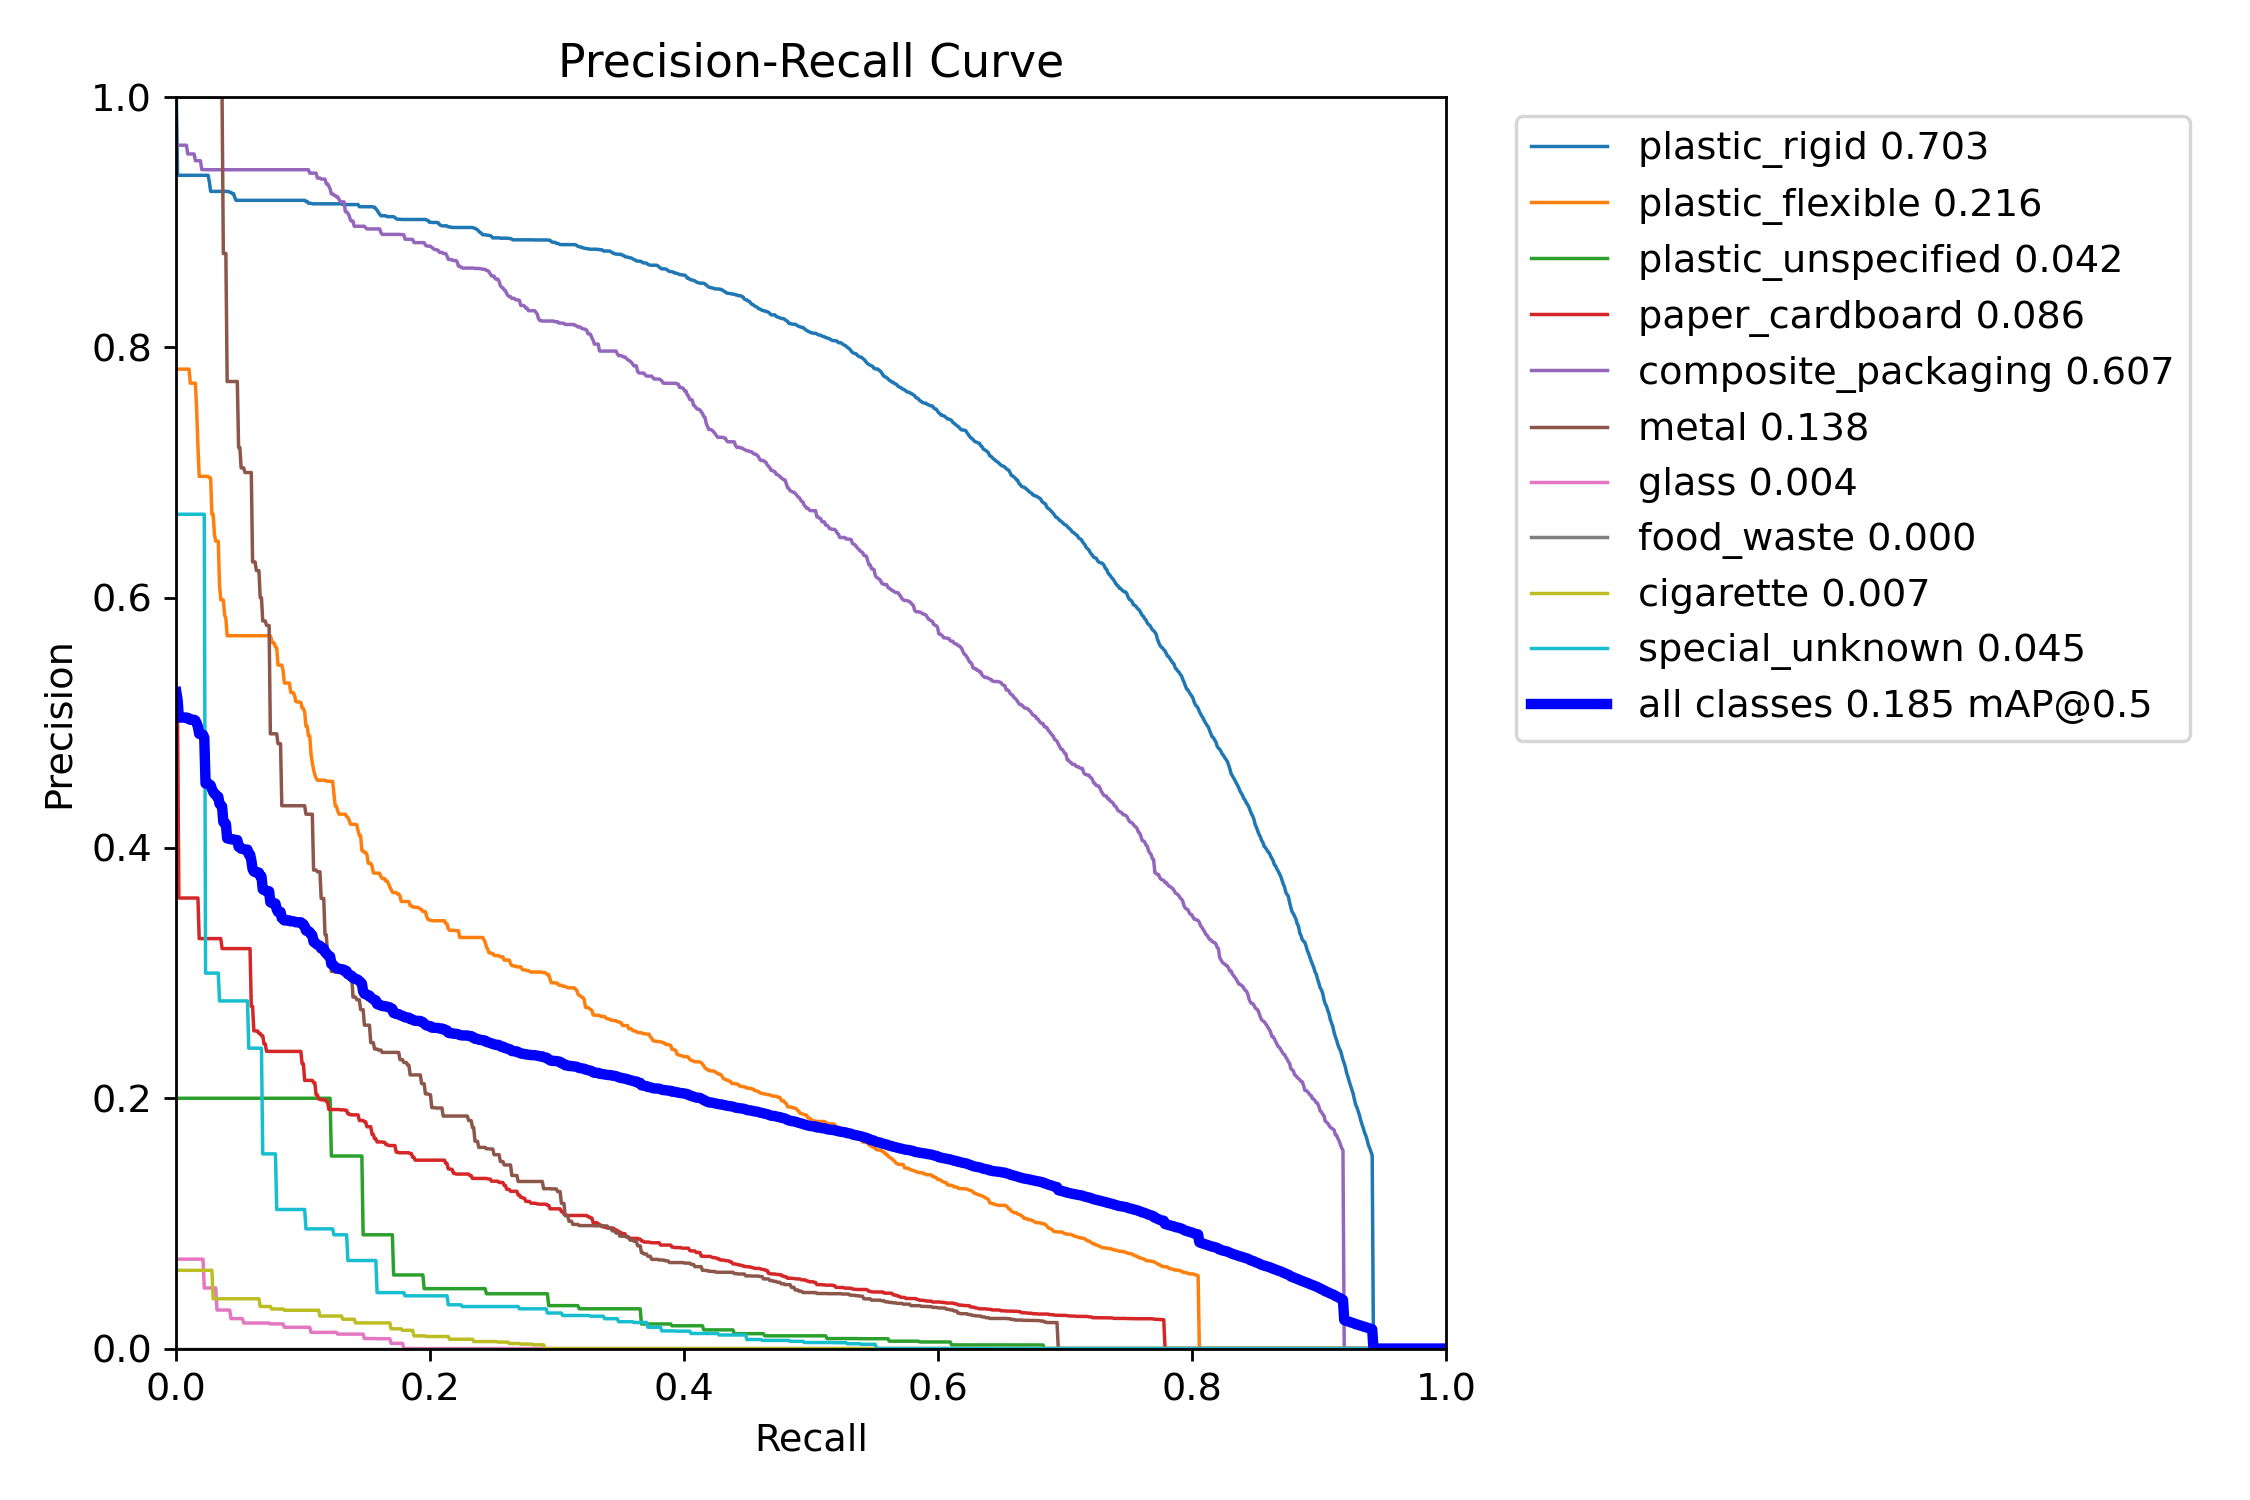 Precision-Recall Curve
1.0
0.8
0.6
0.4
0.2
0.0
Precision
0.0 0.2 0.4 0.6 0.8 1.0
Recall
plastic_rigid 0.703
plastic_flexible 0.216
plastic_unspecified 0.042
paper_cardboard 0.086
composite_packaging 0.607
metal 0.138
glass 0.004
food_waste 0.000
cigarette 0.007
special_unknown 0.045
all classes 0.185 mAP@0.5